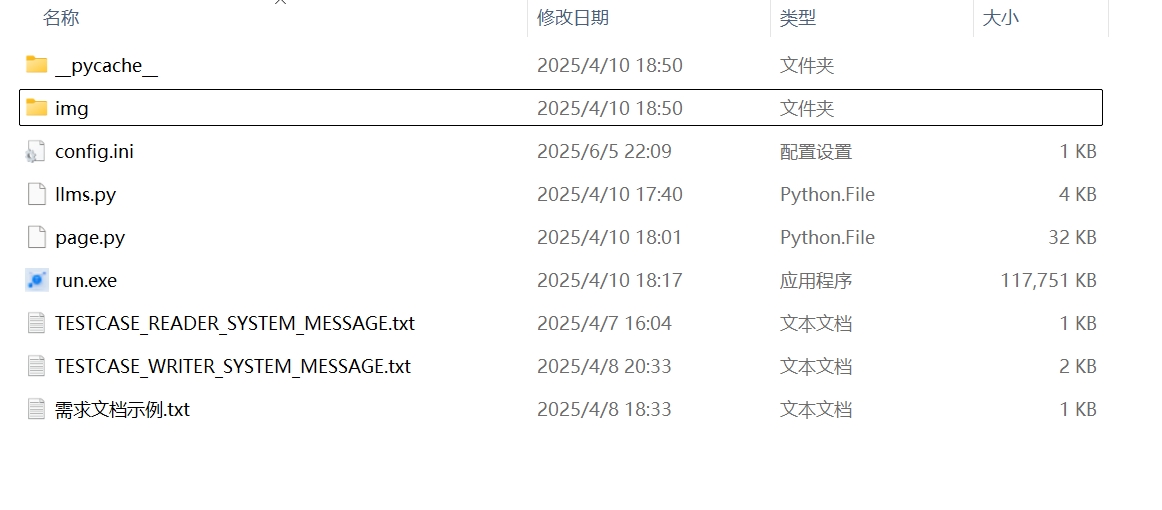 名称 修改日期 类型 大小
__pycache__ 2025/4/10 18:50 文件夹
img 2025/4/10 18:50 文件夹
config.ini 2025/6/5 22:09 配置设置 1 KB
llms.py 2025/4/10 17:40 Python.File 4 KB
page.py 2025/4/10 18:01 Python.File 32 KB
run.exe 2025/4/10 18:17 应用程序 117,751 KB
TESTCASE_READER_SYSTEM_MESSAGE.txt 2025/4/7 16:04 文本文档 1 KB
TESTCASE_WRITER_SYSTEM_MESSAGE.txt 2025/4/8 20:33 文本文档 2 KB
需求文档示例.txt 2025/4/8 18:33 文本文档 1 KB